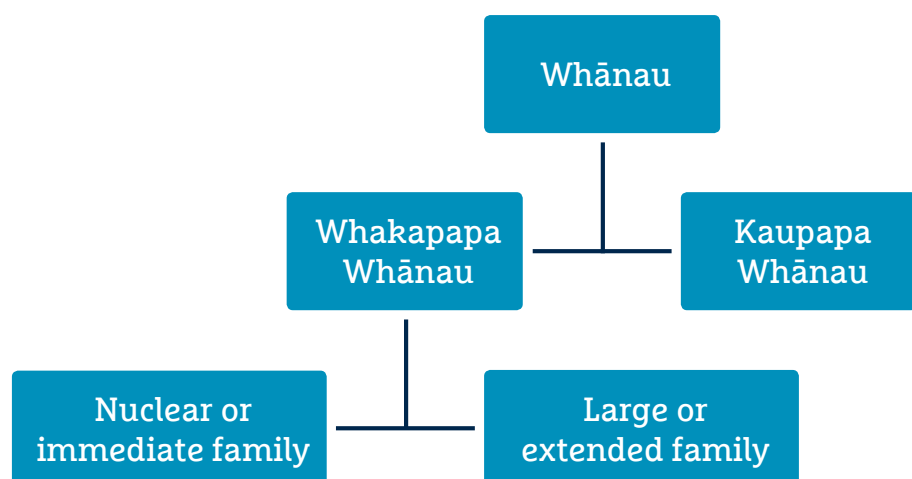 Whānau
Whakapapa
Whānau
Kaupapa
Whānau
Nuclear or
immediate family
Large or
extended family